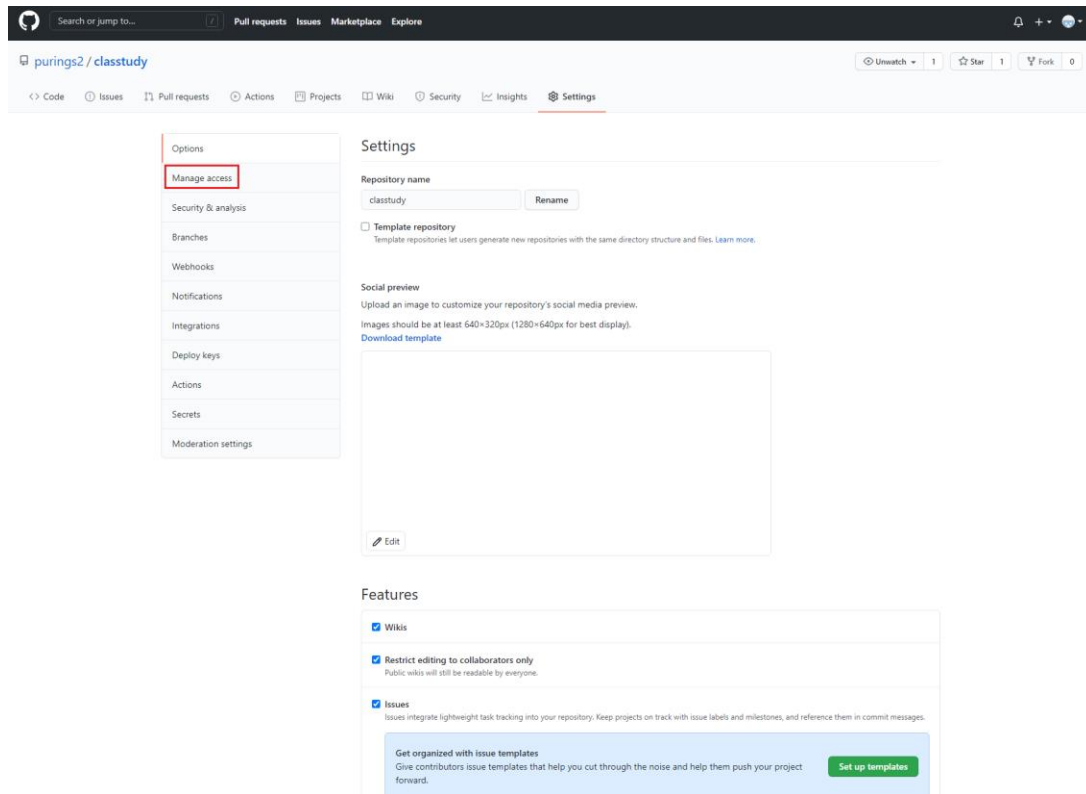 Search or jump to... /
Pull requests Issues Marketplace Explore
purings2 / classtudy
Unwatch 1 Star 1 Fork 0
Code Issues Pull requests Actions Projects Wiki Security Insights Settings
Options
Manage access
Security & analysis
Branches
Webhooks
Notifications
Integrations
Deploy keys
Actions
Secrets
Moderation settings
Settings
Repository name
classtudy Rename
Template repository
Template repositories let users generate new repositories with the same directory structure and files. Learn more.
Social preview
Upload an image to customize your repository's social media preview.
Images should be at least 640×320px (1280×640px for best display).
Download template
Edit
Features
Wikis
Restrict editing to collaborators only
Public wikis will still be readable by everyone.
Issues
Issues integrate lightweight task tracking into your repository. Keep projects on track with issue labels and milestones, and reference them in commit messages.
Get organized with issue templates
Give contributors issue templates that help you cut through the noise and help them push your project
forward.
Set up templates